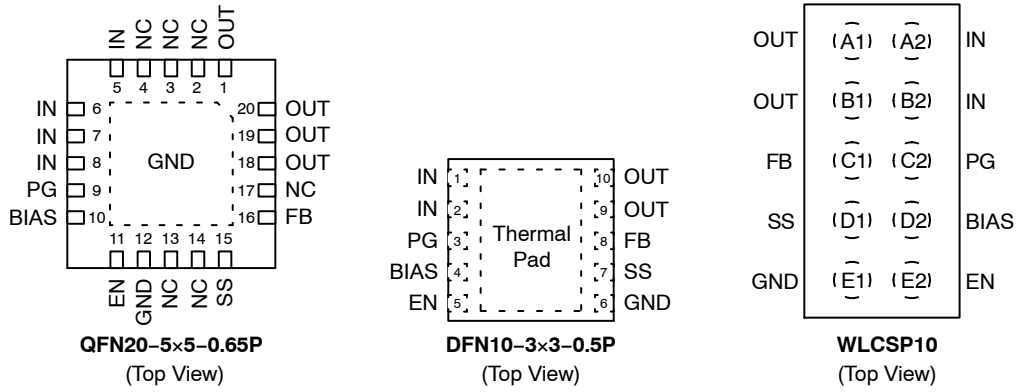 IN NC NC NC OUT
5 4 3 2 1
IN 6 20 OUT
IN 7 19 OUT
IN 8 GND 18 OUT
PG 9 17 NC
BIAS 10 16 FB
11 12 13 14 15
EN GND NC NC SS
QFN20−5×5−0.65P
(Top View)
IN 1 10 OUT
IN 2 9 OUT
PG 3 Thermal 8 FB
BIAS 4 Pad 7 SS
EN 5 6 GND
DFN10−3×3−0.5P
(Top View)
OUT A1 A2 IN
OUT B1 B2 IN
FB C1 C2 PG
SS D1 D2 BIAS
GND E1 E2 EN
WLCSP10
(Top View)